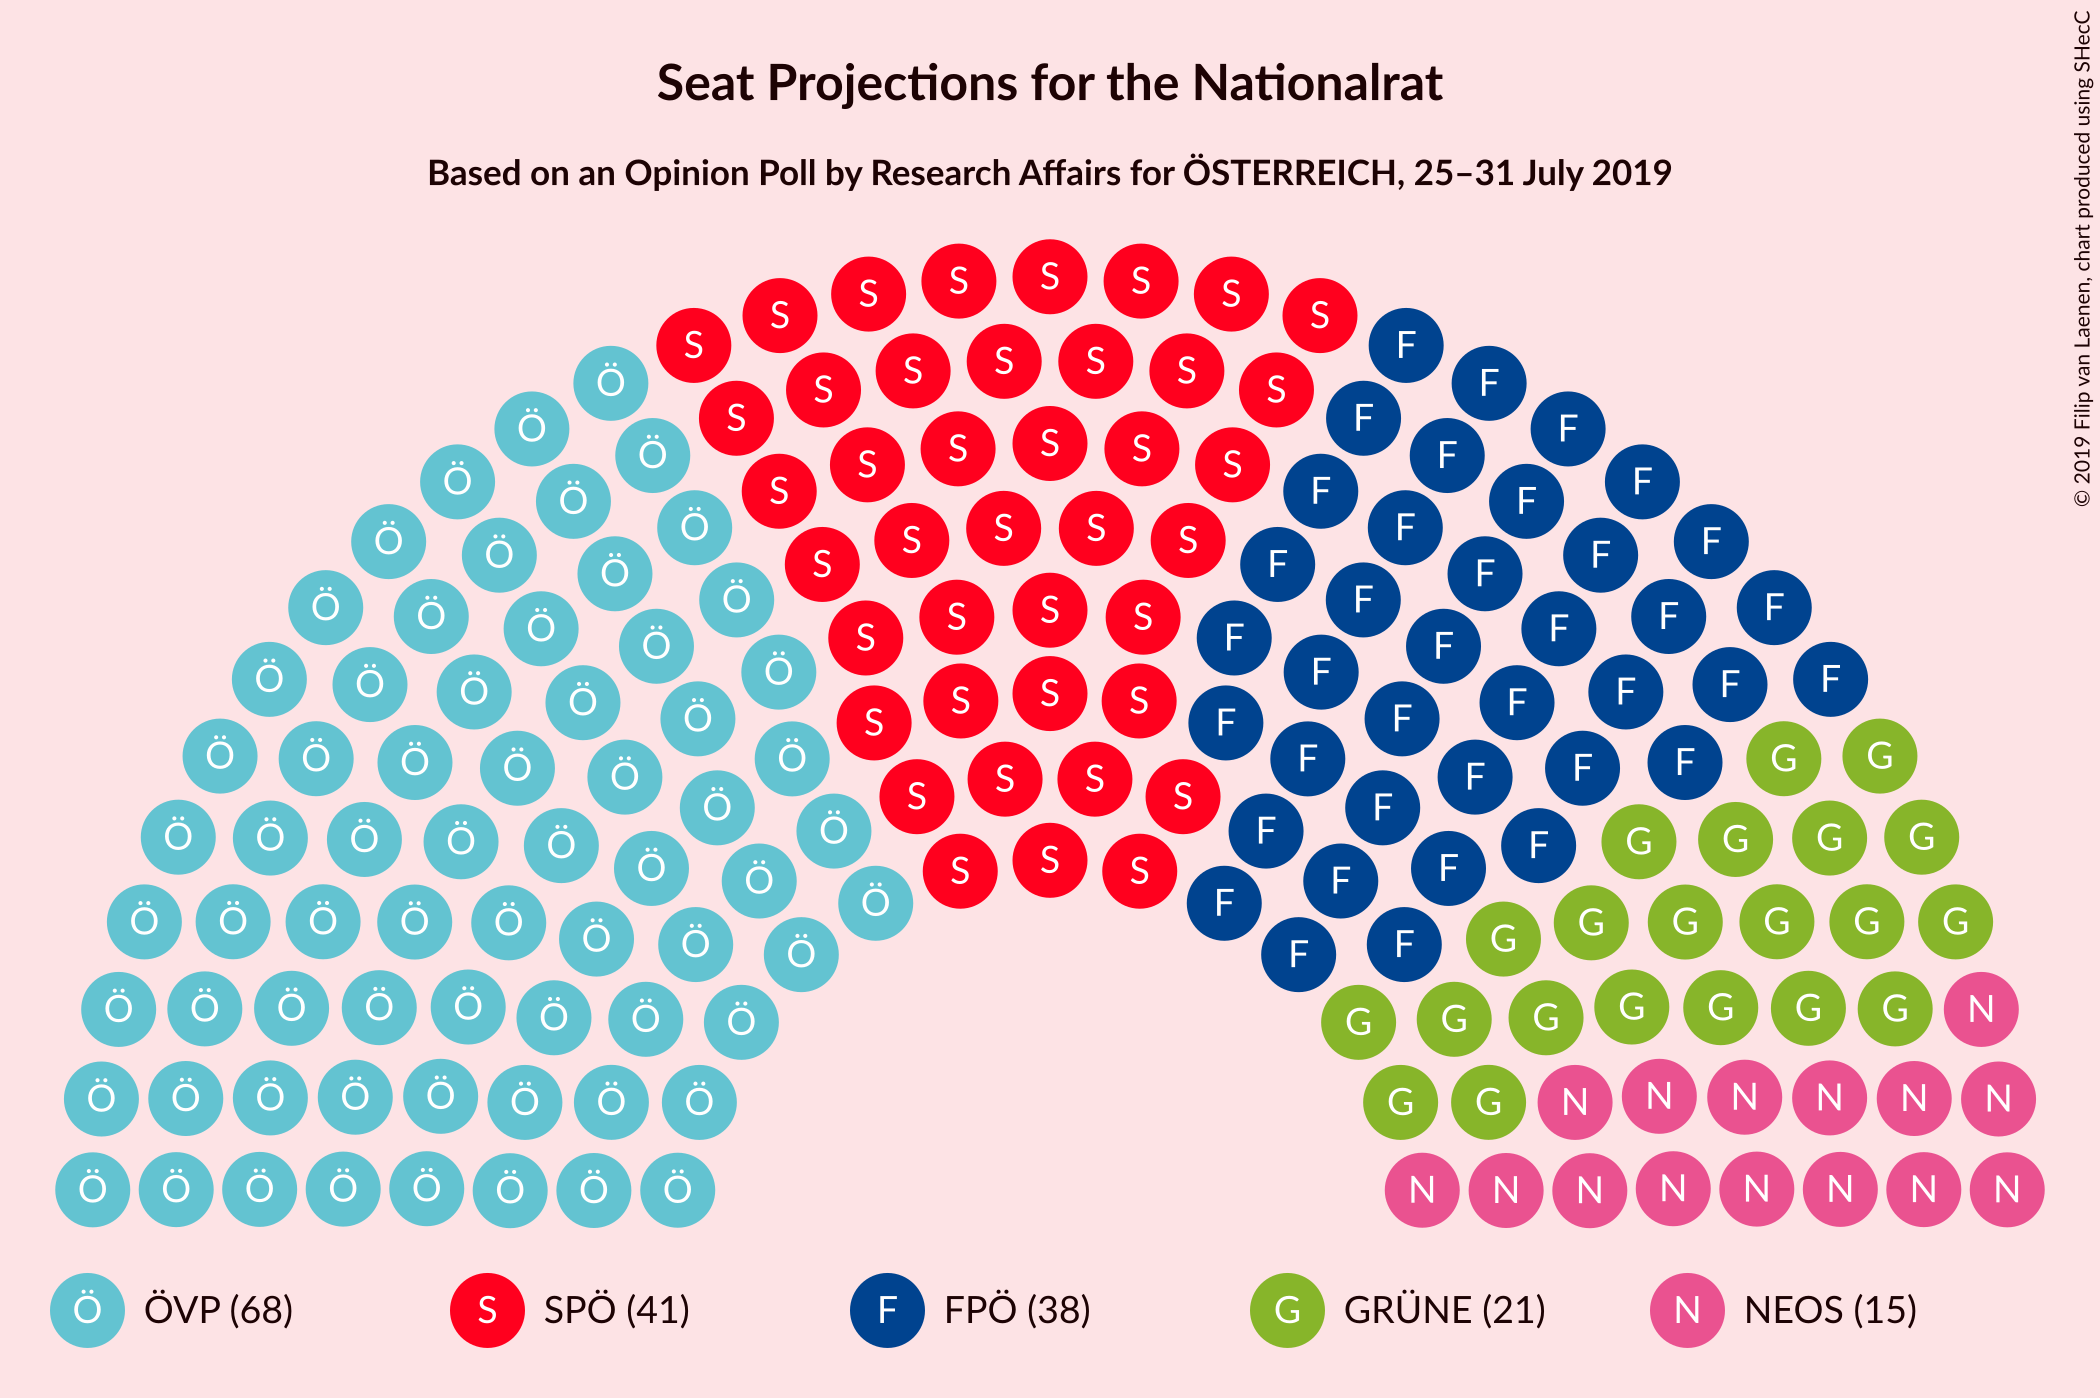 Seat Projections for the Nationalrat
Based on an Opinion Poll by Research Affairs for ÖSTERREICH, 25–31 July 2019
© 2019 Filip van Laenen, chart produced using SHecC
S S S S S S S S F
Ö S S S S S S S F F
Ö Ö S S S S S S F F F
Ö Ö Ö S S S S S F F F F
Ö Ö Ö Ö S S S S F F F F F
Ö Ö Ö Ö Ö S S S S F F F F F F
Ö Ö Ö Ö Ö Ö S S S S F F F F F F F
Ö Ö Ö Ö Ö Ö Ö S S S F F F F F G G
Ö Ö Ö Ö Ö Ö Ö Ö F F F F G G G G
Ö Ö Ö Ö Ö Ö Ö Ö Ö F F F G G G G G G
Ö Ö Ö Ö Ö Ö Ö Ö G G G G G G G N
Ö Ö Ö Ö Ö Ö Ö Ö G G N N N N N N
Ö Ö Ö Ö Ö Ö Ö Ö N N N N N N N N
Ö ÖVP (68) S SPÖ (41) F FPÖ (38) G GRÜNE (21) N NEOS (15)